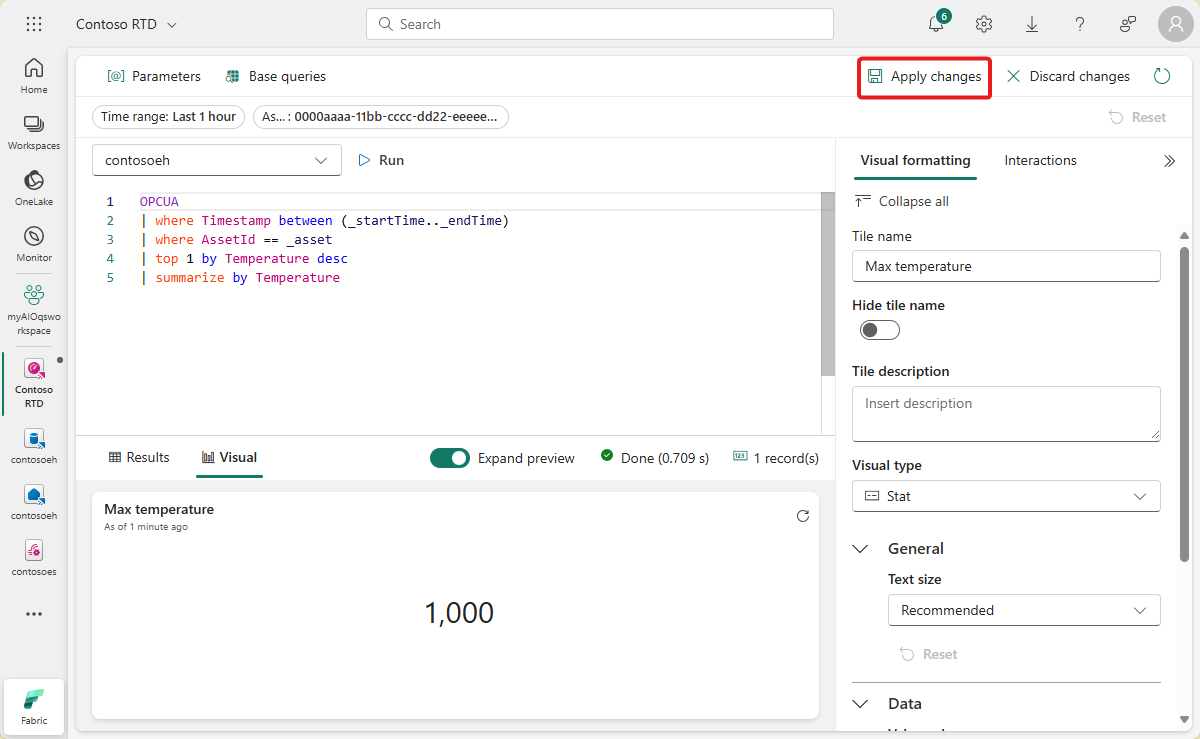 Contoso RTD
Search
6
Home
Workspaces
OneLake
Monitor
myAIOqswo
rkspace
Contoso
RTD
contosoeh
contosoeh
contosoes
Fabric
Parameters
Base queries
Apply changes
Discard changes
Time range: Last 1 hour
As... : 0000aaaa-11bb-cccc-dd22-eeeee...
Reset
contosoeh
Run
1 OPCUA
2 | where Timestamp between (_startTime.._endTime)
3 | where AssetId == _asset
4 | top 1 by Temperature desc
5 | summarize by Temperature
Results
Visual
Expand preview
Done (0.709 s)
123 1 record(s)
Max temperature
As of 1 minute ago
1,000
Visual formatting
Interactions
Collapse all
Tile name
Max temperature
Hide tile name
Tile description
Insert description
Visual type
Stat
General
Text size
Recommended
Reset
Data